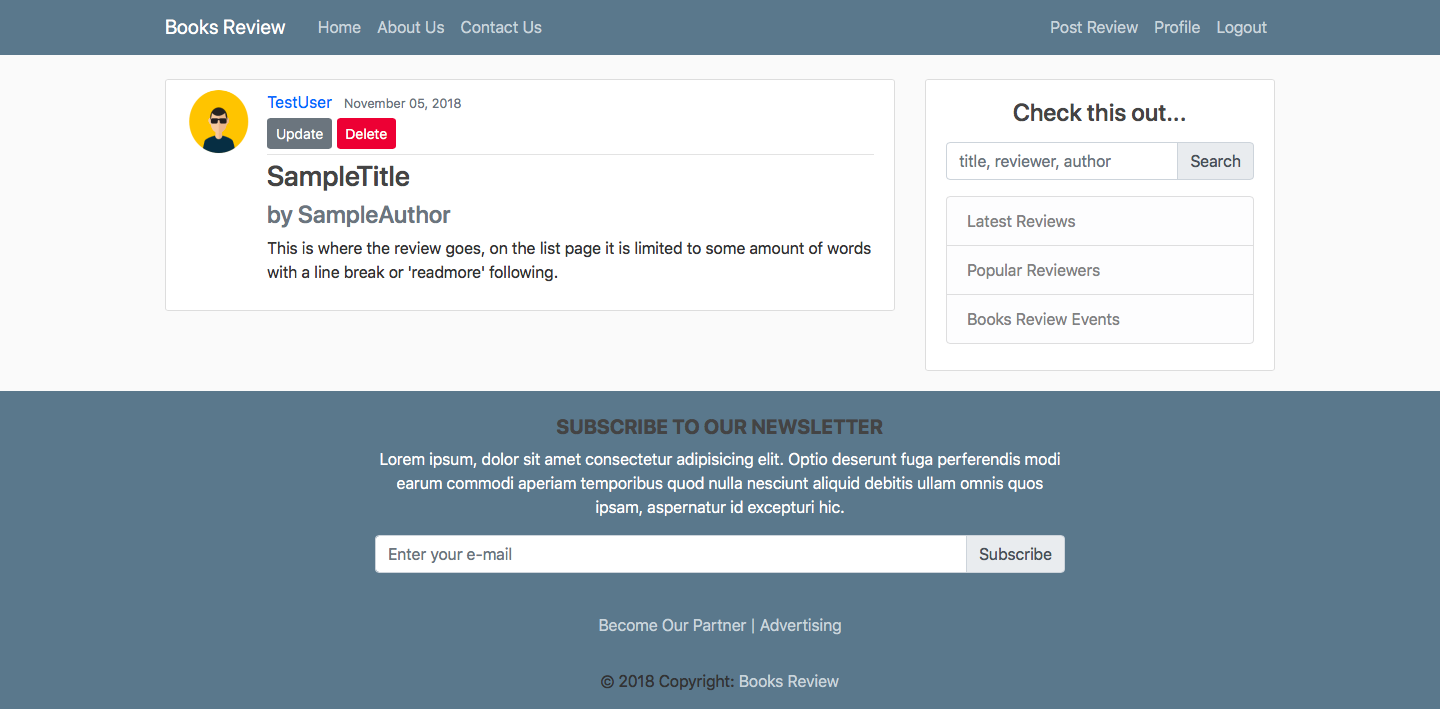 Books Review Home About Us Contact Us Post Review Profile Logout
TestUser November 05, 2018
Update Delete
SampleTitle
by SampleAuthor
This is where the review goes, on the list page it is limited to some amount of words
with a line break or 'readmore' following.
Check this out...
title, reviewer, author Search
Latest Reviews
Popular Reviewers
Books Review Events
SUBSCRIBE TO OUR NEWSLETTER
Lorem ipsum, dolor sit amet consectetur adipisicing elit. Optio deserunt fuga perferendis modi
earum commodi aperiam temporibus quod nulla nesciunt aliquid debitis ullam omnis quos
ipsam, aspernatur id excepturi hic.
Enter your e-mail Subscribe
Become Our Partner | Advertising
© 2018 Copyright: Books Review